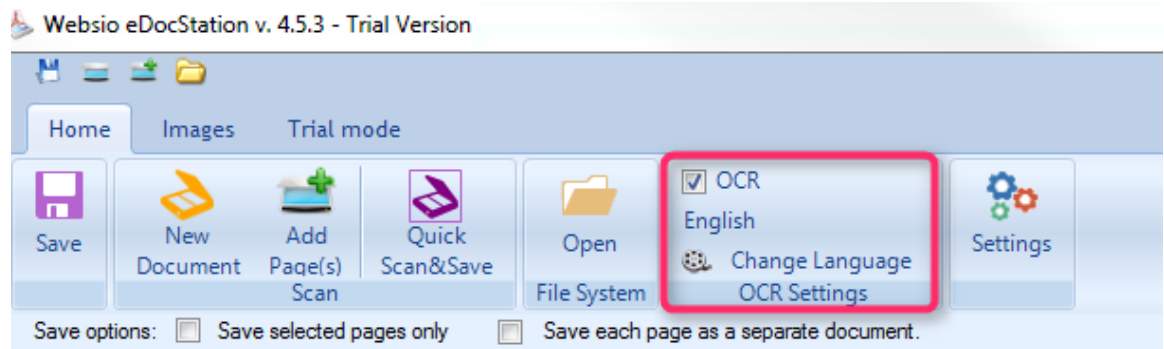 Websio eDocStation v. 4.5.3 - Trial Version
Home Images Trial mode
Save
New Document
Add Page(s)
Quick Scan&Save
Scan
Open
File System
OCR
English
Change Language
OCR Settings
Settings
Save options: Save selected pages only Save each page as a separate document.